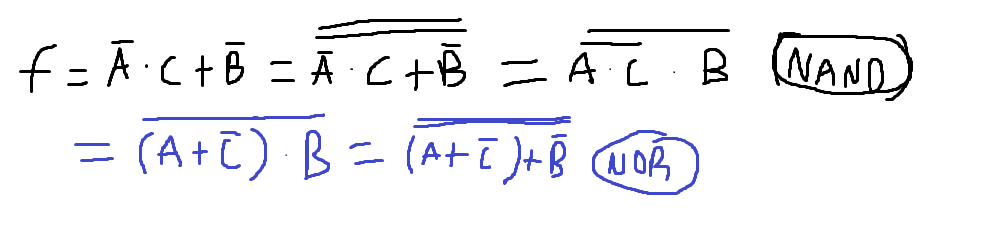 f = Ā·C+B̄ = Ā·C+B̄ = A·C·B NAND
= (A+C̄)·B = (A+C̄)+B̄ NOR